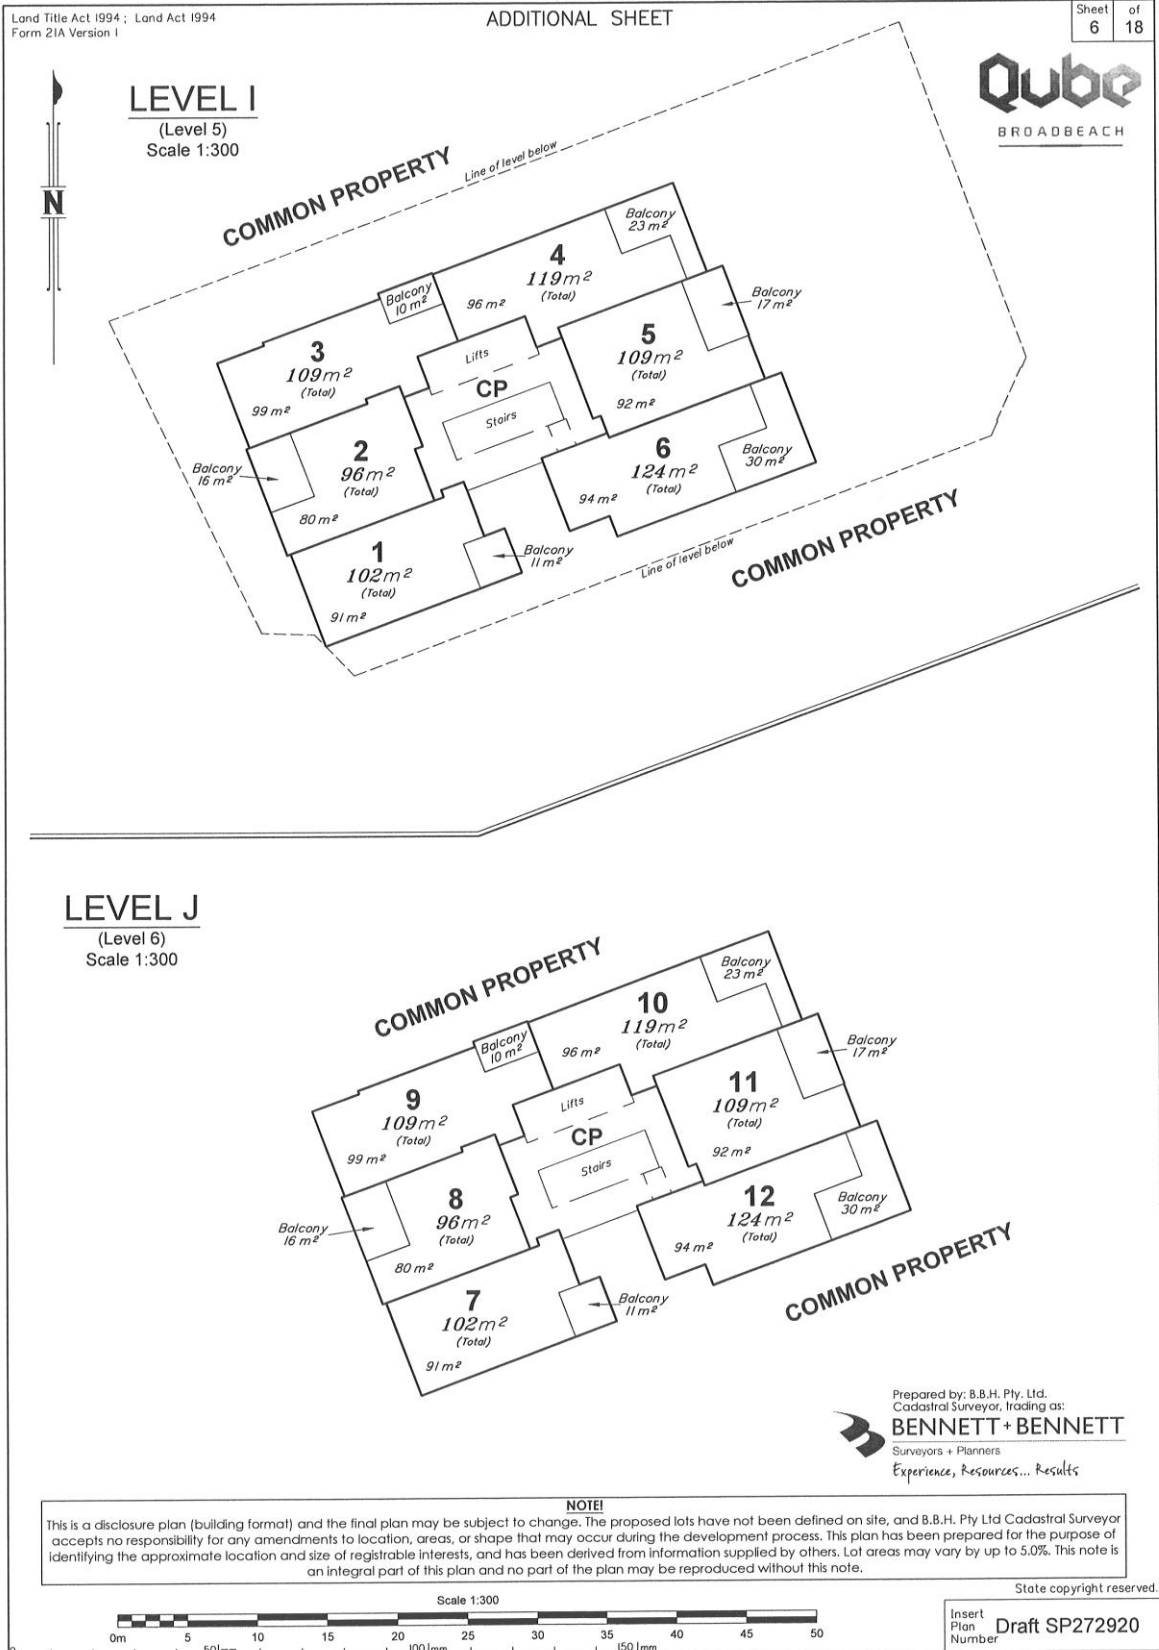 Land Title Act 1994 ; Land Act 1994
Form 21A Version 1
ADDITIONAL SHEET
Sheet of
6 18
Qube
BROADBEACH
LEVEL I
(Level 5)
Scale 1:300
N
COMMON PROPERTY
Line of level below
Balcony
23 m²
4
119m²
(Total)
96 m²
Balcony
10 m²
Balcony
17 m²
3
109m²
(Total)
99 m²
Lifts
CP
Stairs
5
109m²
(Total)
92 m²
2
96m²
(Total)
80 m²
Balcony
16 m²
6
124m²
(Total)
94 m²
Balcony
30 m²
1
102m²
(Total)
91 m²
Balcony
11 m²
Line of level below
COMMON PROPERTY
LEVEL J
(Level 6)
Scale 1:300
COMMON PROPERTY
Balcony
23 m²
10
119m²
(Total)
96 m²
Balcony
10 m²
Balcony
17 m²
9
109m²
(Total)
99 m²
Lifts
CP
Stairs
11
109m²
(Total)
92 m²
8
96m²
(Total)
80 m²
Balcony
16 m²
12
124m²
(Total)
94 m²
Balcony
30 m²
7
102m²
(Total)
91 m²
Balcony
11 m²
COMMON PROPERTY
Prepared by: B.B.H. Pty. Ltd.
Cadastral Surveyor, trading as:
BENNETT + BENNETT
Surveyors + Planners
Experience, Resources... Results
NOTE!
This is a disclosure plan (building format) and the final plan may be subject to change. The proposed lots have not been defined on site, and B.B.H. Pty Ltd Cadastral Surveyor
accepts no responsibility for any amendments to location, areas, or shape that may occur during the development process. This plan has been prepared for the purpose of
identifying the approximate location and size of registrable interests, and has been derived from information supplied by others. Lot areas may vary by up to 5.0%. This note is
an integral part of this plan and no part of the plan may be reproduced without this note.
State copyright reserved.
Scale 1:300
0m 5 10 15 20 25 30 35 40 45 50
50 mm 100 mm 150 mm
Insert
Plan
Number
Draft SP272920